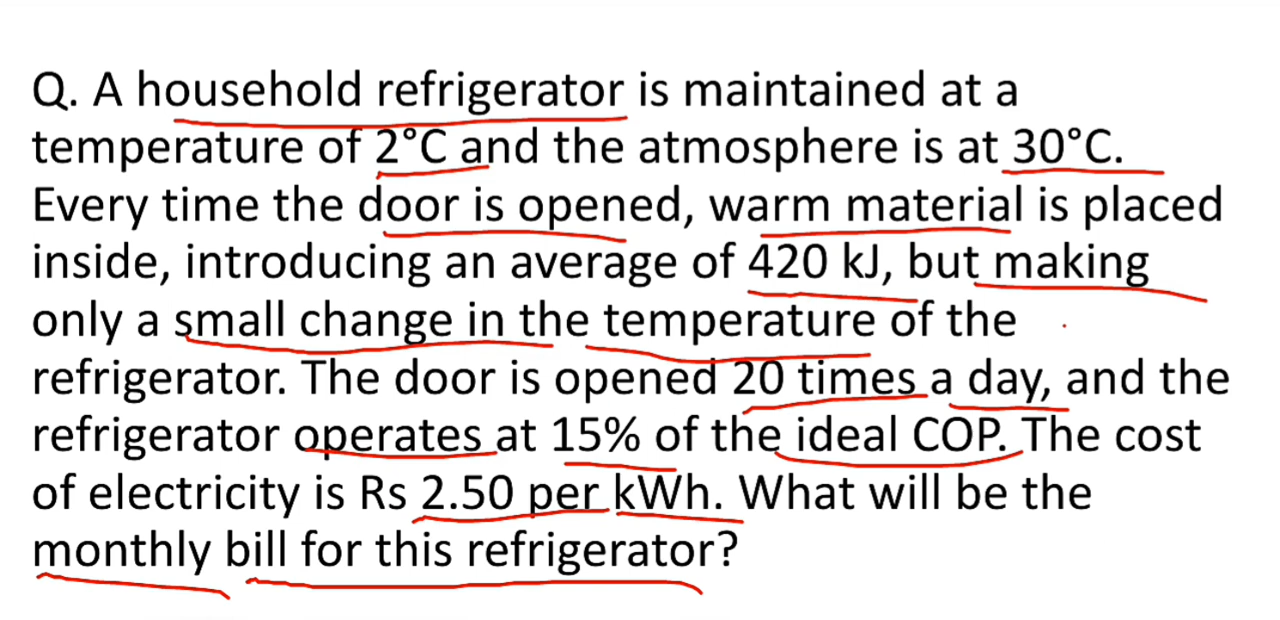 Q. A household refrigerator is maintained at a
temperature of 2°C and the atmosphere is at 30°C.
Every time the door is opened, warm material is placed
inside, introducing an average of 420 kJ, but making
only a small change in the temperature of the
refrigerator. The door is opened 20 times a day, and the
refrigerator operates at 15% of the ideal COP. The cost
of electricity is Rs 2.50 per kWh. What will be the
monthly bill for this refrigerator?